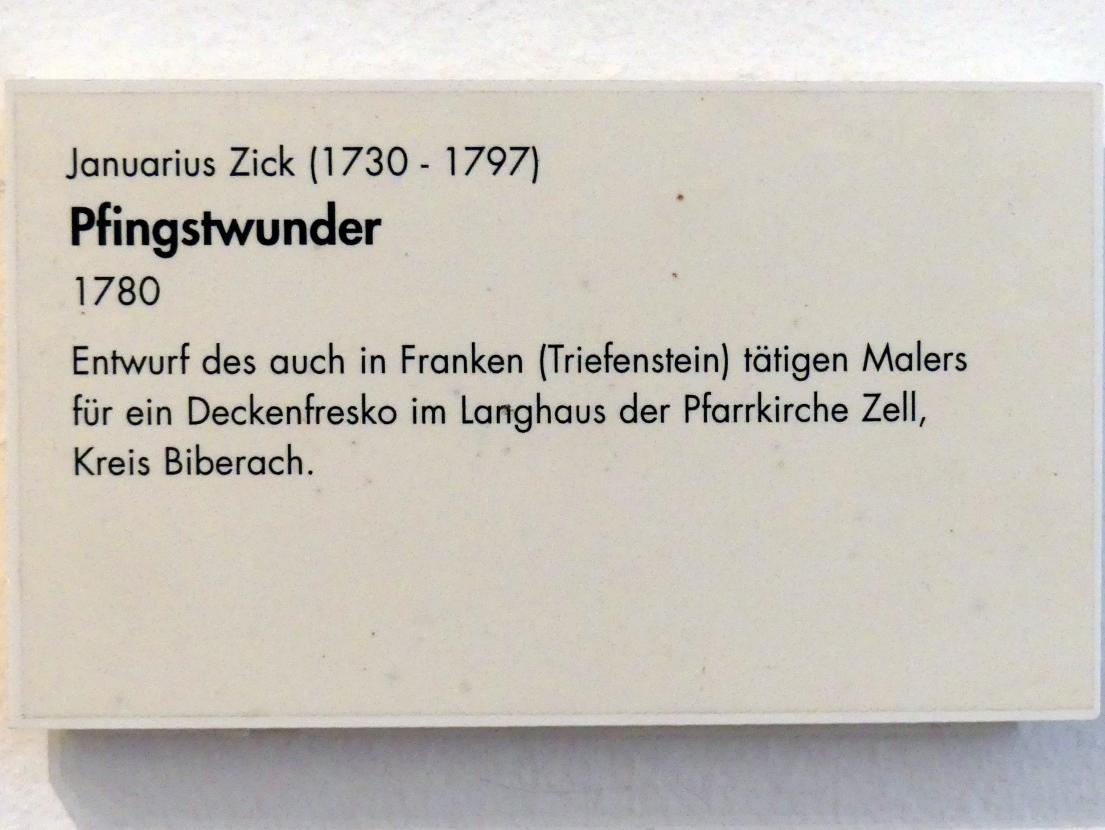 Januarius Zick (1730 - 1797)
Pfingstwunder
1780
Entwurf des auch in Franken (Triefenstein) tätigen Malers
für ein Deckenfresko im Langhaus der Pfarrkirche Zell,
Kreis Biberach.